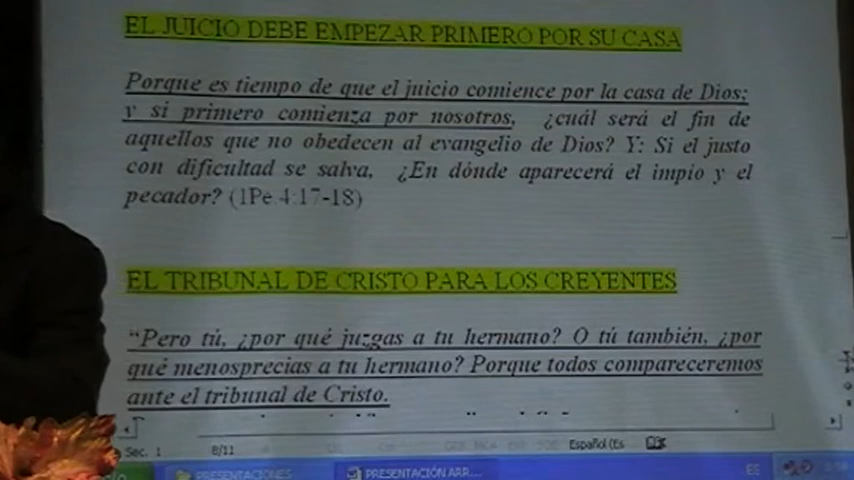 EL JUICIO DEBE EMPEZAR PRIMERO POR SU CASA
Porque es tiempo de que el juicio comience por la casa de Dios;
y si primero comienza por nosotros, ¿cuál será el fin de
aquellos que no obedecen al evangelio de Dios? Y: Si el justo
con dificultad se salva, ¿En dónde aparecerá el impio y el
pecador? (1Pe.4:17-18)
EL TRIBUNAL DE CRISTO PARA LOS CREYENTES
“Pero tú, ¿por qué juzgas a tu hermano? O tú también, ¿por
qué menosprecias a tu hermano? Porque todos compareceremos
ante el tribunal de Cristo.
Sec. 1 8/11 Español (Es
PRESENTACIONES PRESENTACIÓN ARR... ES